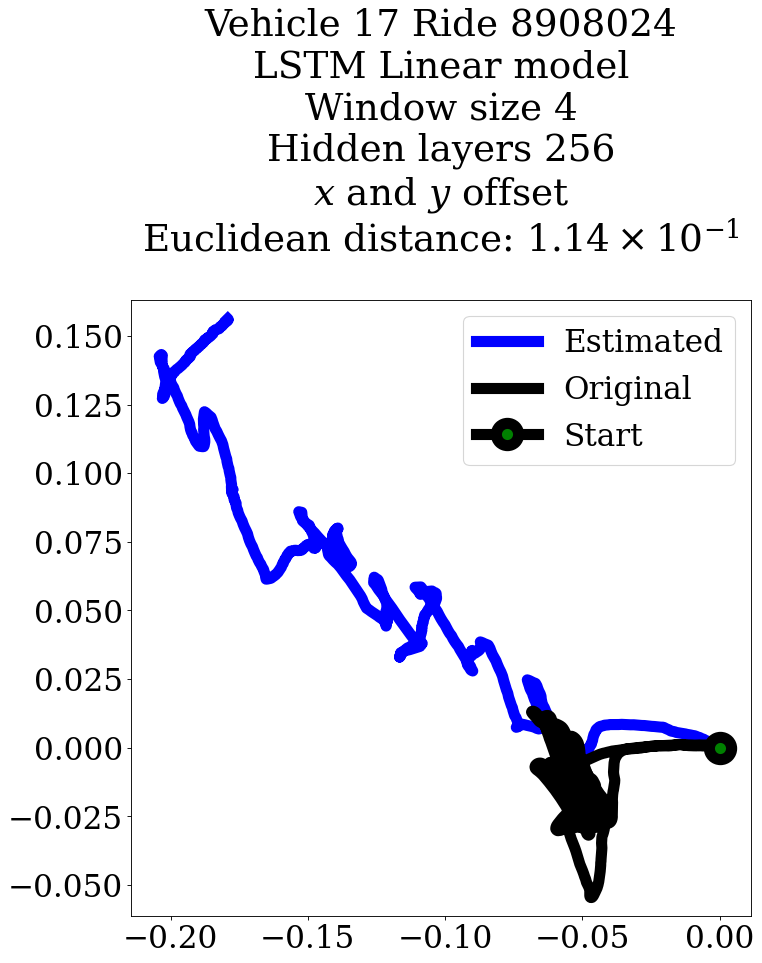 Vehicle 17 Ride 8908024
LSTM Linear model
Window size 4
Hidden layers 256
x and y offset
Euclidean distance: 1.14 × 10⁻¹
Estimated
Original
Start
0.150
0.125
0.100
0.075
0.050
0.025
0.000
−0.025
−0.050
−0.20 −0.15 −0.10 −0.05 0.00